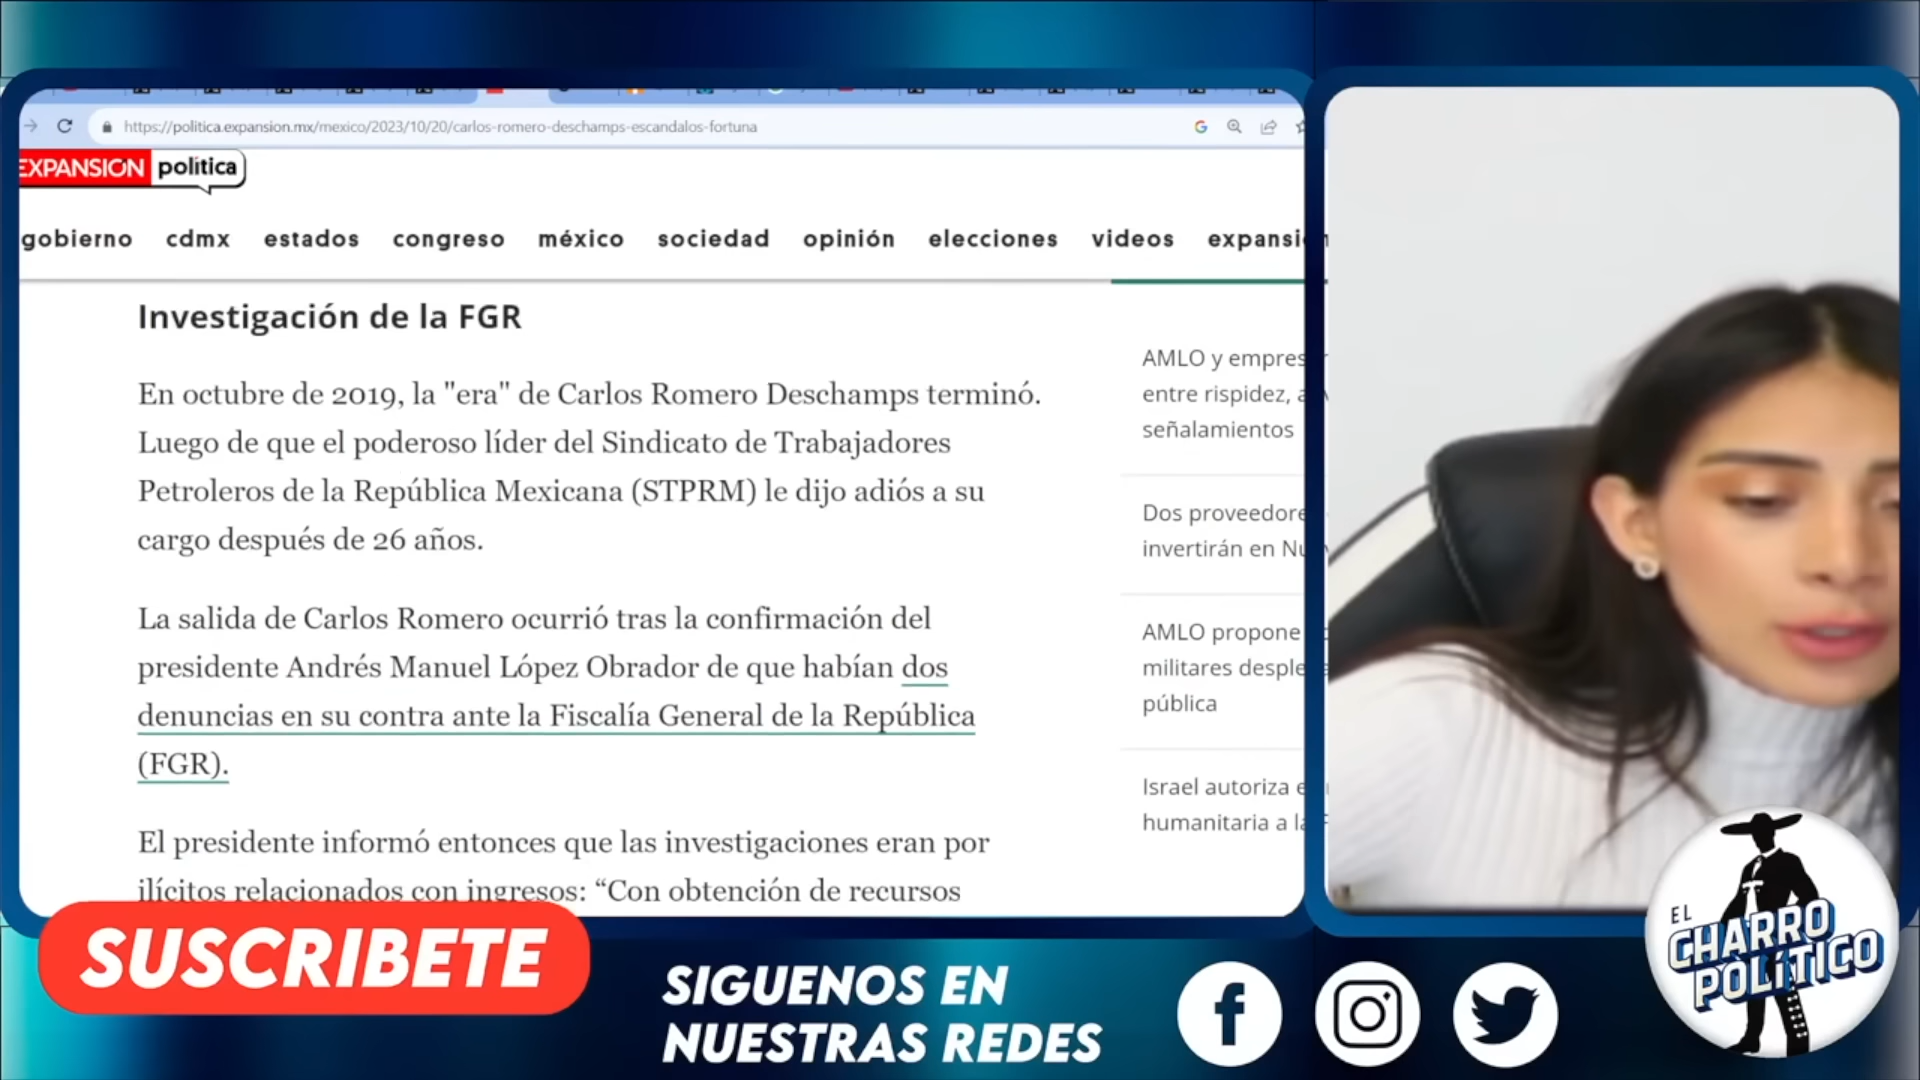 https://politica.expansion.mx/mexico/2023/10/20/carlos-romero-deschamps-escandalos-fortuna
EXPANSIÓN política
gobierno cdmx estados congreso méxico sociedad opinión elecciones videos
Investigación de la FGR
En octubre de 2019, la "era" de Carlos Romero Deschamps terminó.
Luego de que el poderoso líder del Sindicato de Trabajadores
Petroleros de la República Mexicana (STPRM) le dijo adiós a su
cargo después de 26 años.
La salida de Carlos Romero ocurrió tras la confirmación del
presidente Andrés Manuel López Obrador de que habían dos
denuncias en su contra ante la Fiscalía General de la República
(FGR).
El presidente informó entonces que las investigaciones eran por
ilícitos relacionados con ingresos: “Con obtención de recursos
AMLO y empres
entre rispidez, a
señalamientos
Dos proveedore
invertirán en Nu
AMLO propone
militares desple
pública
Israel autoriza e
humanitaria a la
SUSCRIBETE
SIGUENOS EN
NUESTRAS REDES
EL
CHARRO
POLÍTICO